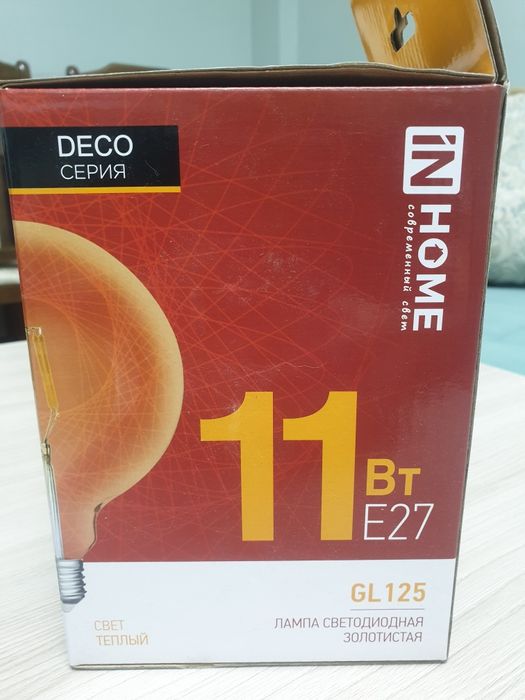 DECO
СЕРИЯ
IN
HOME
современный свет
11 Вт
E27
GL125
ЛАМПА СВЕТОДИОДНАЯ
ЗОЛОТИСТАЯ
СВЕТ
ТЕПЛЫЙ